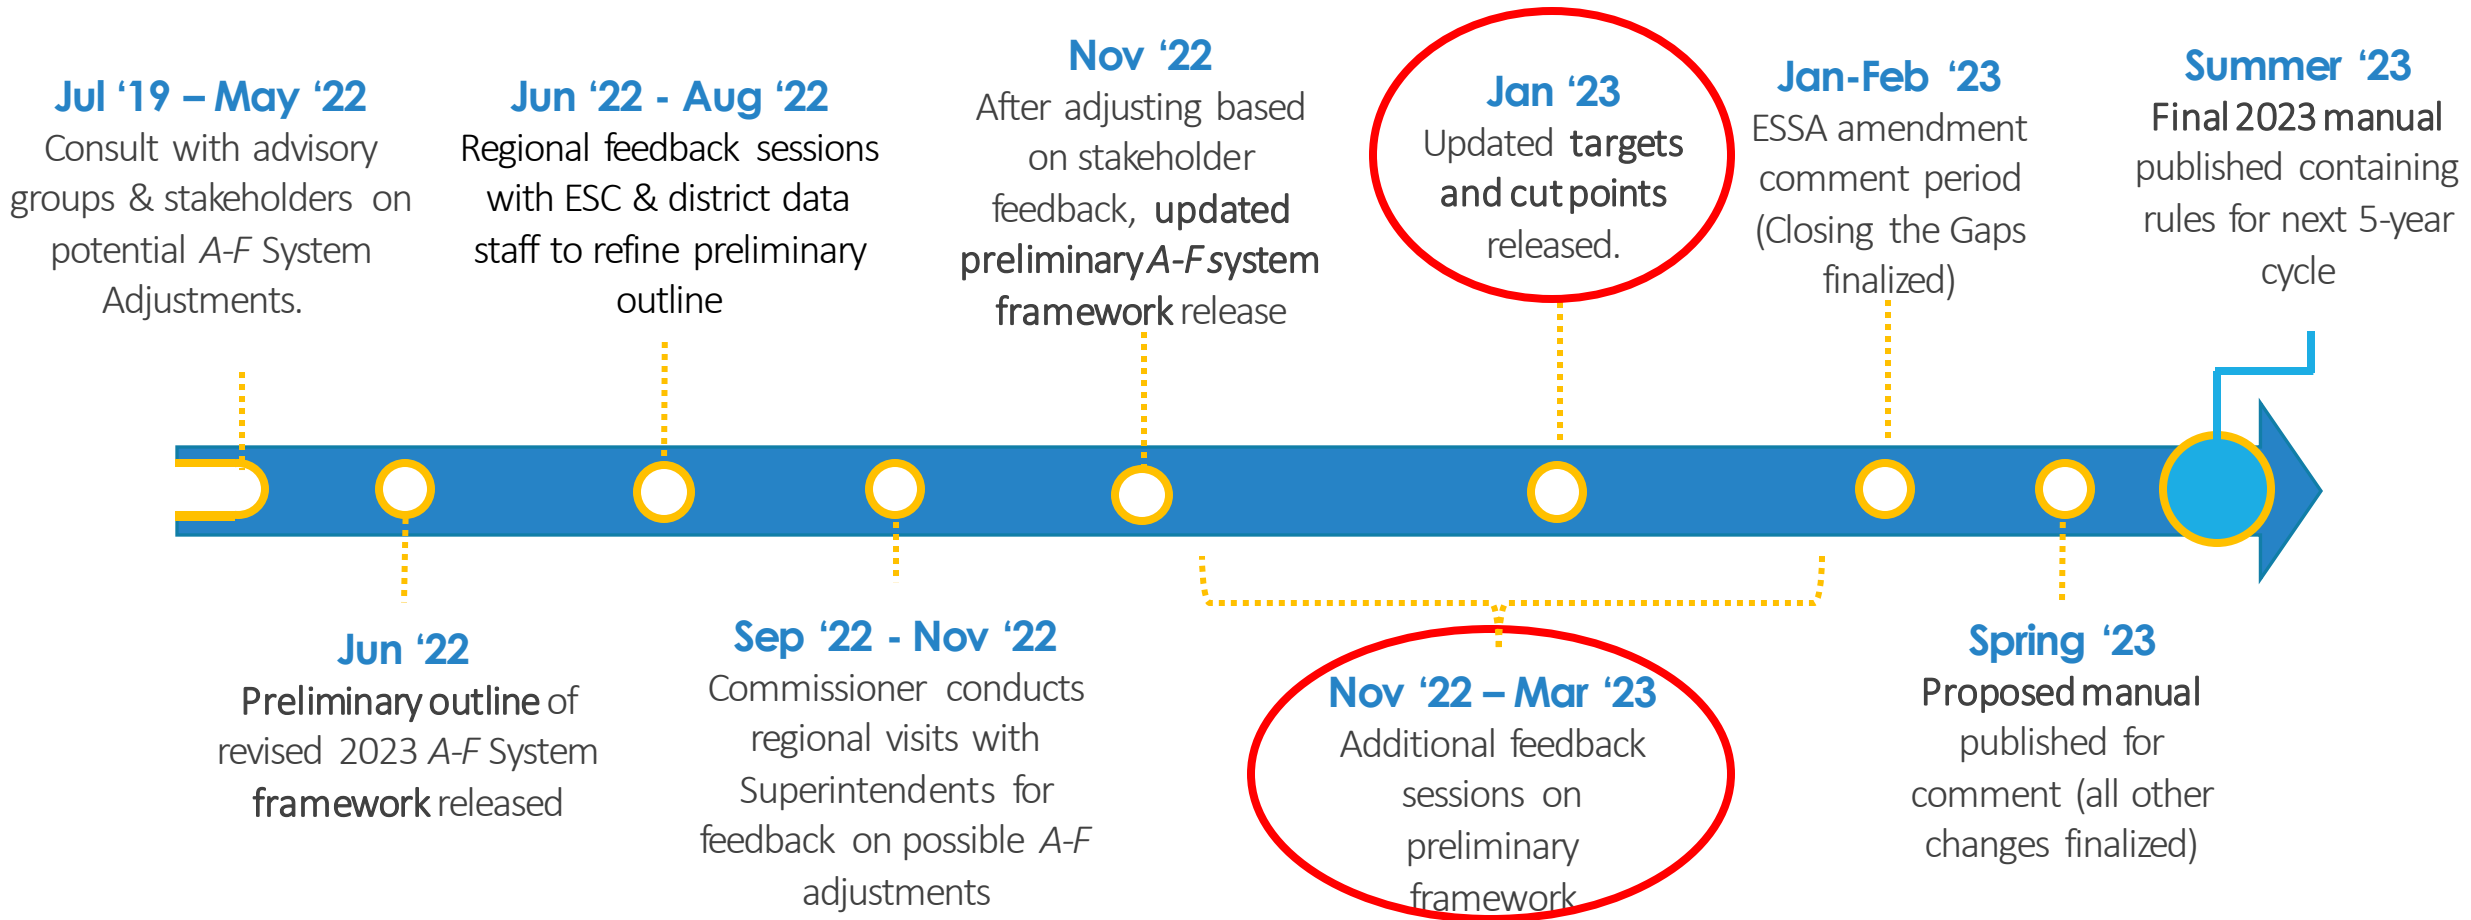 Jul ‘19 – May ‘22
Consult with advisory
groups & stakeholders on
potential A-F System
Adjustments.
Jun ‘22 - Aug ‘22
Regional feedback sessions
with ESC & district data
staff to refine preliminary
outline
Nov ‘22
After adjusting based
on stakeholder
feedback, updated
preliminary A-F system
framework release
Jan ‘23
Updated targets
and cut points
released.
Jan-Feb ‘23
ESSA amendment
comment period
(Closing the Gaps
finalized)
Summer ‘23
Final 2023 manual
published containing
rules for next 5-year
cycle
Jun ‘22
Preliminary outline of
revised 2023 A-F System
framework released
Sep ‘22 - Nov ‘22
Commissioner conducts
regional visits with
Superintendents for
feedback on possible A-F
adjustments
Nov ‘22 – Mar ‘23
Additional feedback
sessions on
preliminary
framework
Spring ‘23
Proposed manual
published for
comment (all other
changes finalized)